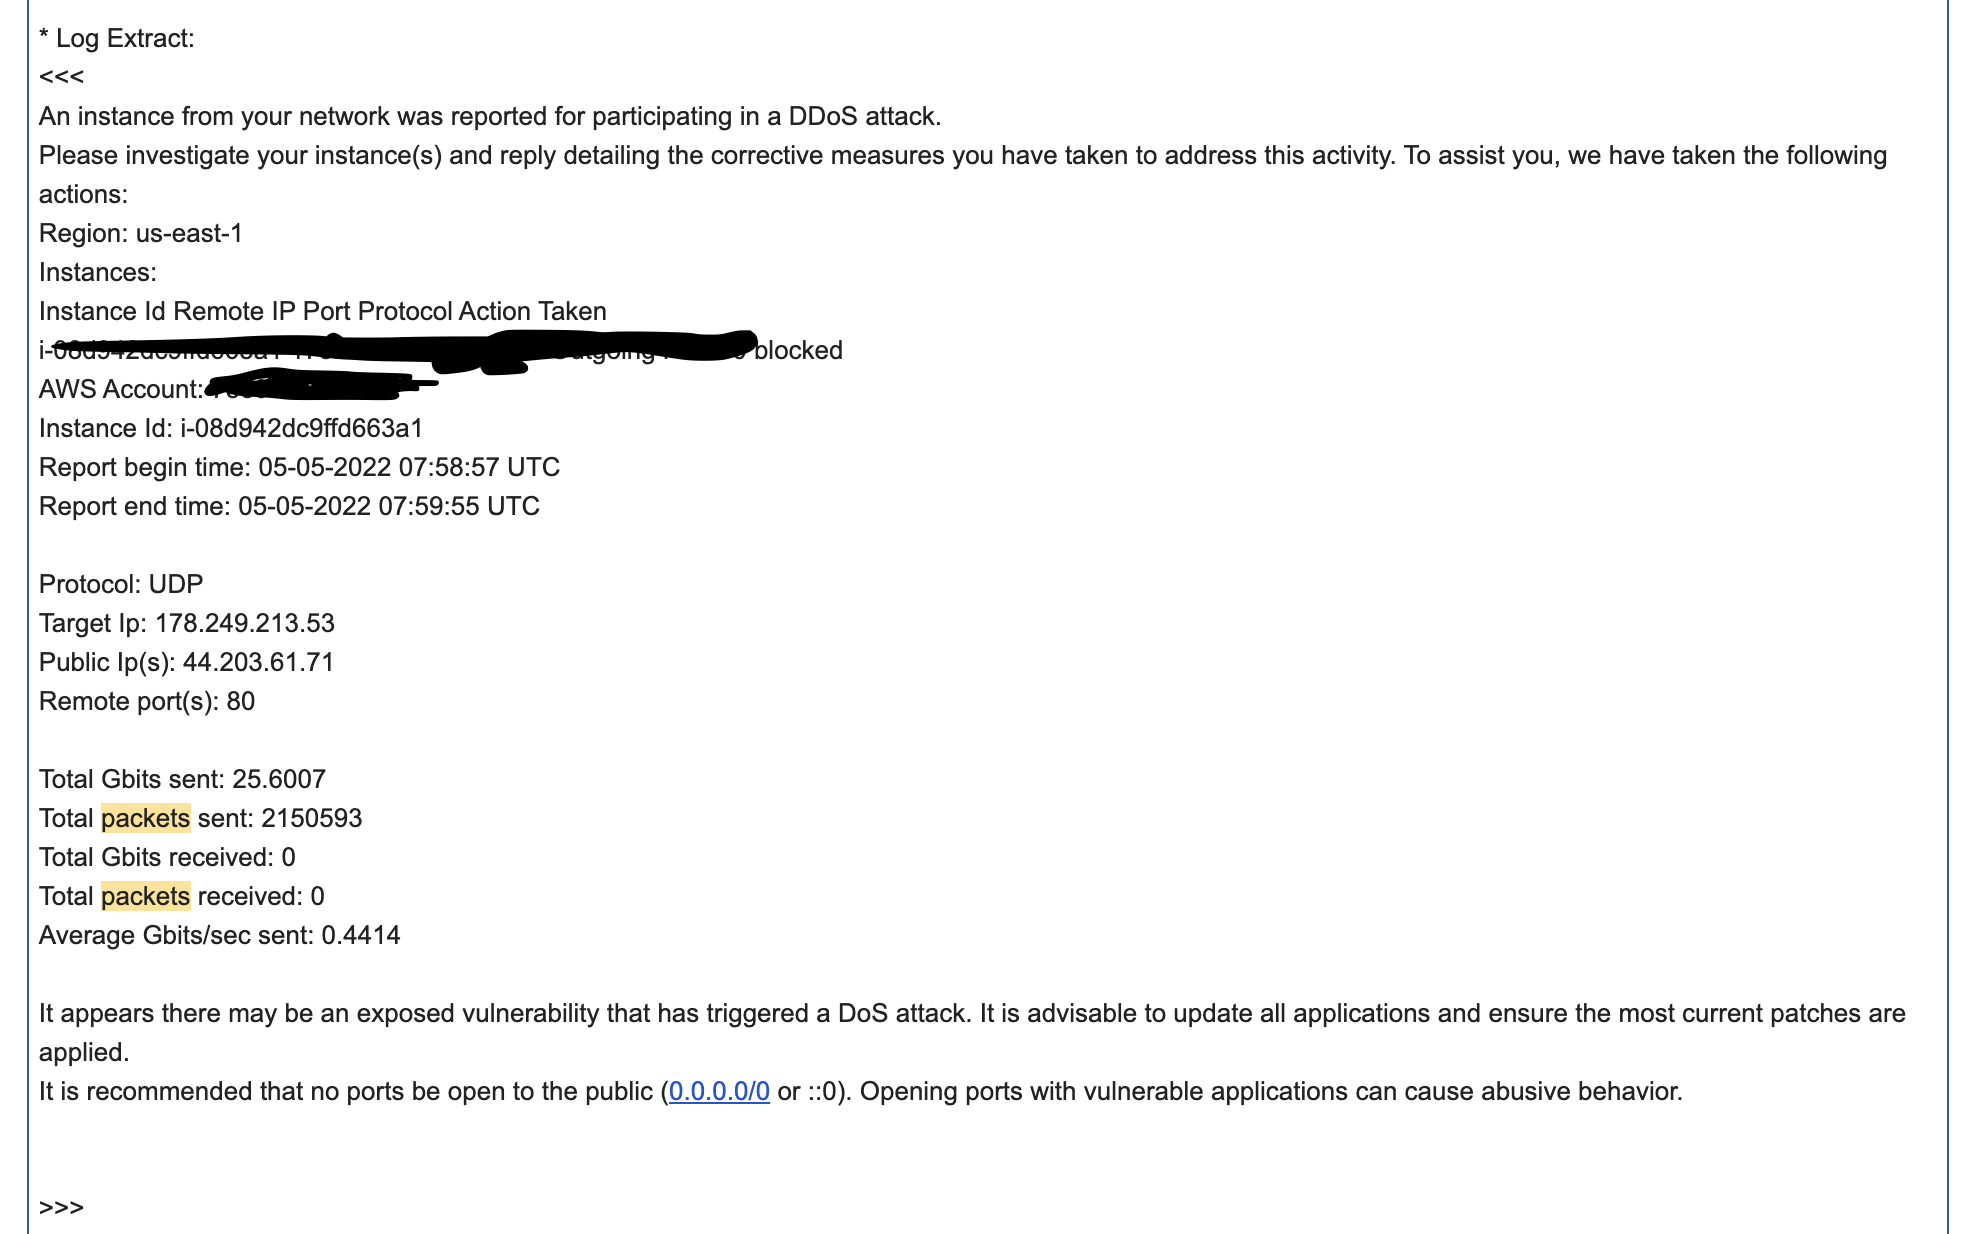 * Log Extract:
<<<
An instance from your network was reported for participating in a DDoS attack.
Please investigate your instance(s) and reply detailing the corrective measures you have taken to address this activity. To assist you, we have taken the following
actions:
Region: us-east-1
Instances:
Instance Id Remote IP Port Protocol Action Taken
i- blocked
AWS Account:
Instance Id: i-08d942dc9ffd663a1
Report begin time: 05-05-2022 07:58:57 UTC
Report end time: 05-05-2022 07:59:55 UTC
Protocol: UDP
Target Ip: 178.249.213.53
Public Ip(s): 44.203.61.71
Remote port(s): 80
Total Gbits sent: 25.6007
Total packets sent: 2150593
Total Gbits received: 0
Total packets received: 0
Average Gbits/sec sent: 0.4414
It appears there may be an exposed vulnerability that has triggered a DoS attack. It is advisable to update all applications and ensure the most current patches are
applied.
It is recommended that no ports be open to the public (0.0.0.0/0 or ::0). Opening ports with vulnerable applications can cause abusive behavior.
>>>